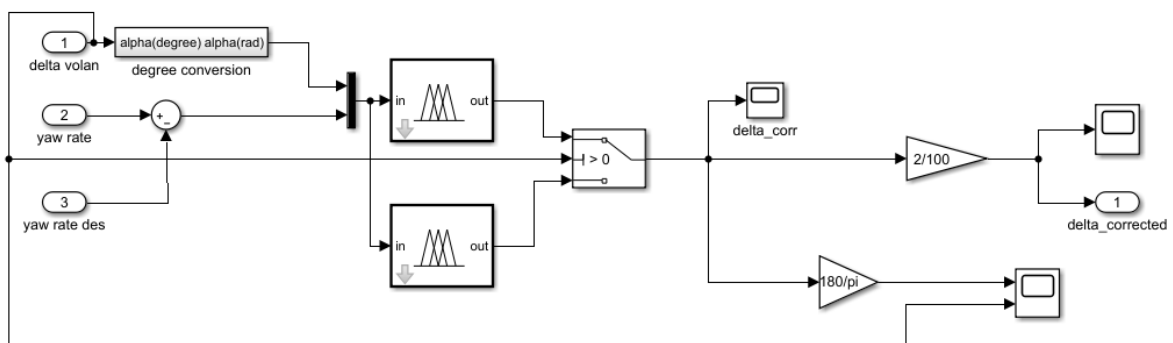 1
delta volan
alpha(degree) alpha(rad)
degree conversion
2
yaw rate
+
_
3
yaw rate des
in
out
in
out
> 0
delta_corr
2/100
1
delta_corrected
180/pi